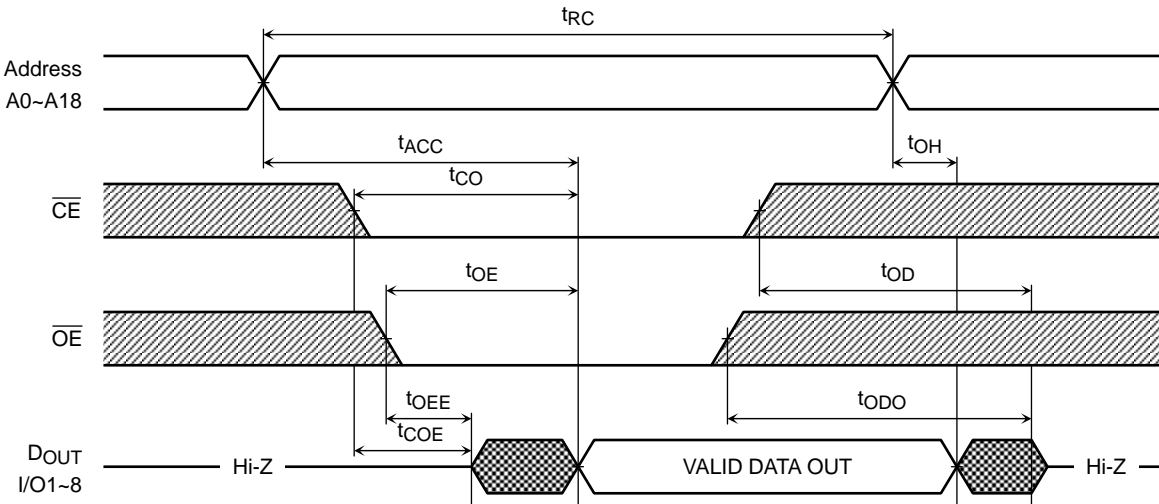 tRC
Address
A0~A18
tACC
tOH
tCO
CE
tOE
tOD
OE
tOEE
tODO
tCOE
DOUT
I/O1~8
Hi-Z
VALID DATA OUT
Hi-Z